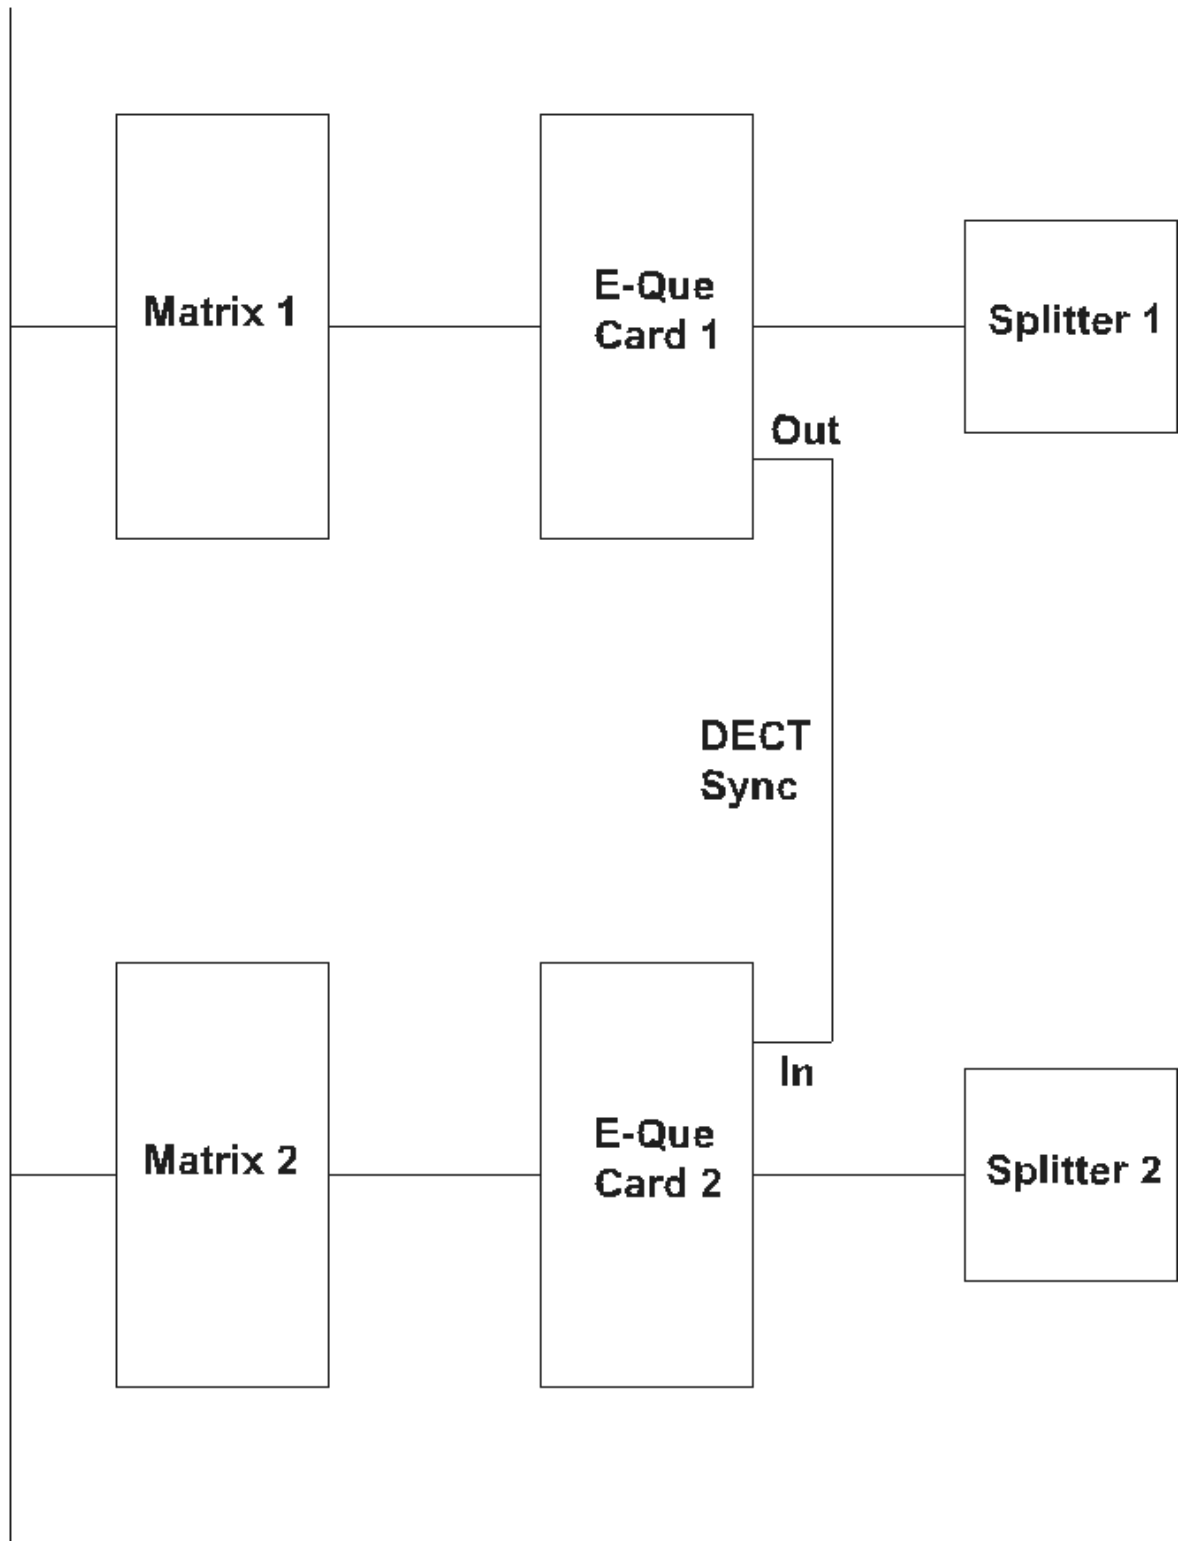 Matrix 1
E-Que
Card 1
Splitter 1
Out
DECT
Sync
In
Matrix 2
E-Que
Card 2
Splitter 2